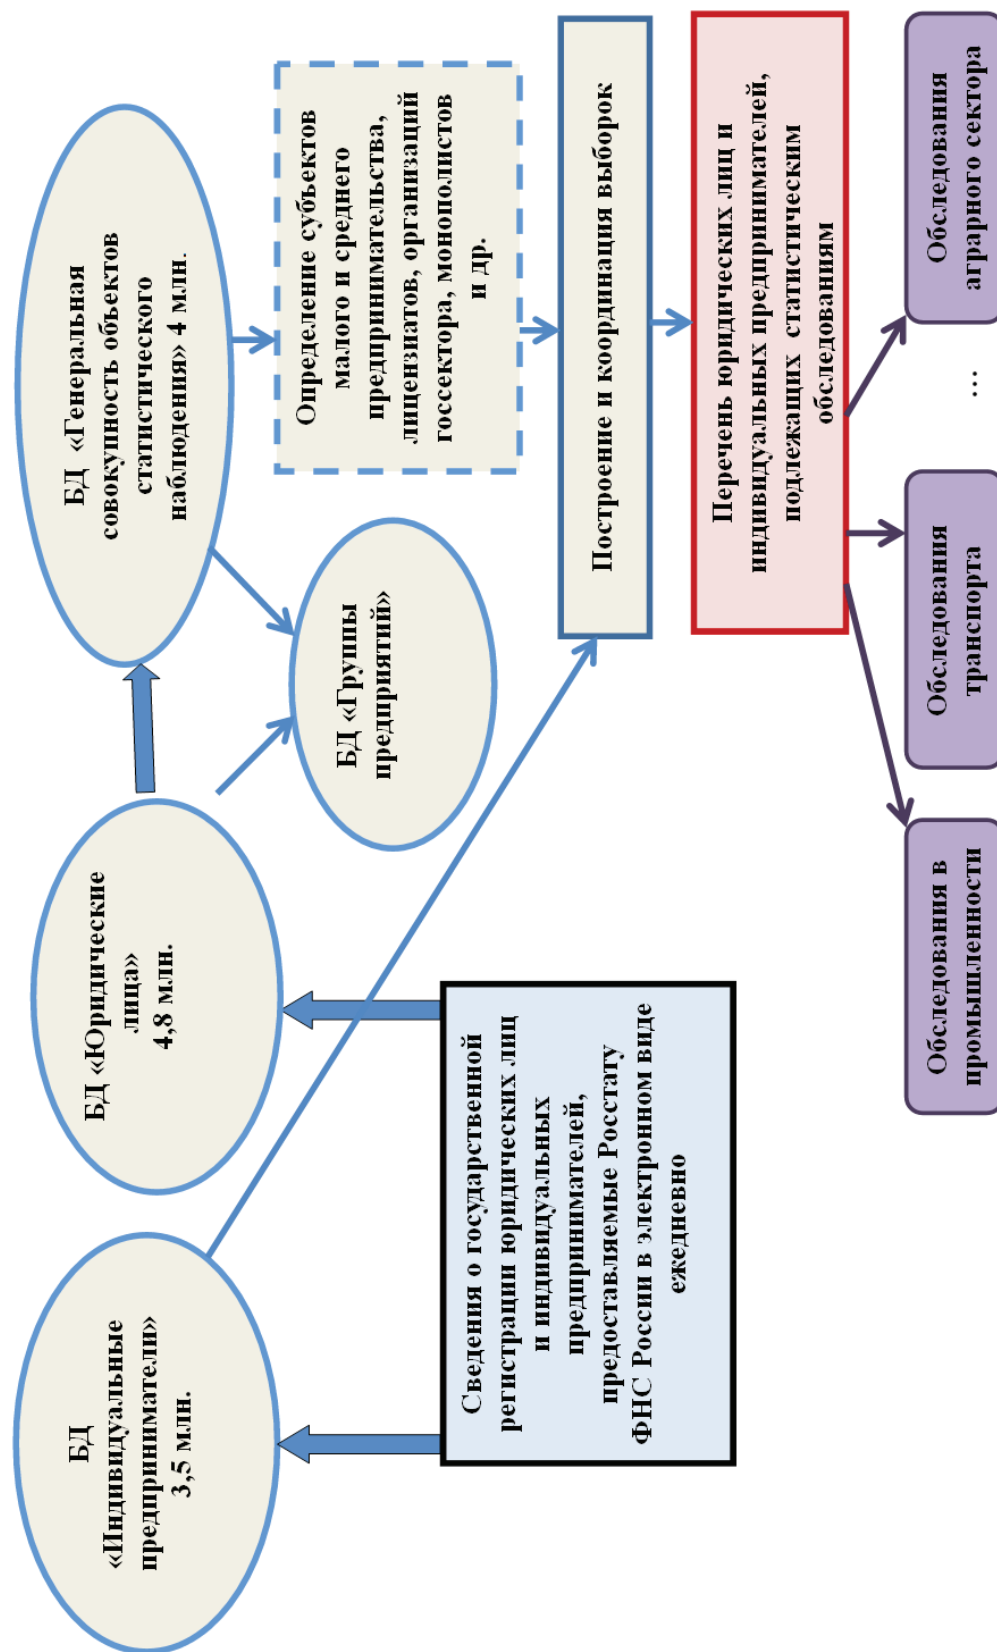 БД
«Индивидуальные
предприниматели»
3,5 млн.
БД «Юридические
лица»
4,8 млн.
БД «Генеральная
совокупность объектов
статистического
наблюдения» 4 млн.
БД «Группы
предприятий»
Определение субъектов
малого и среднего
предпринимательства,
лицензиатов, организаций
госсектора, монополистов
и др.
Сведения о государственной
регистрации юридических лиц
и индивидуальных
предпринимателей,
предоставляемые Росстату
ФНС России в электронном виде
ежедневно
Построение и координация выборок
Перечень юридических лиц и
индивидуальных предпринимателей,
подлежащих статистическим
обследованиям
Обследования в
промышленности
Обследования
транспорта
...
Обследования
аграрного сектора